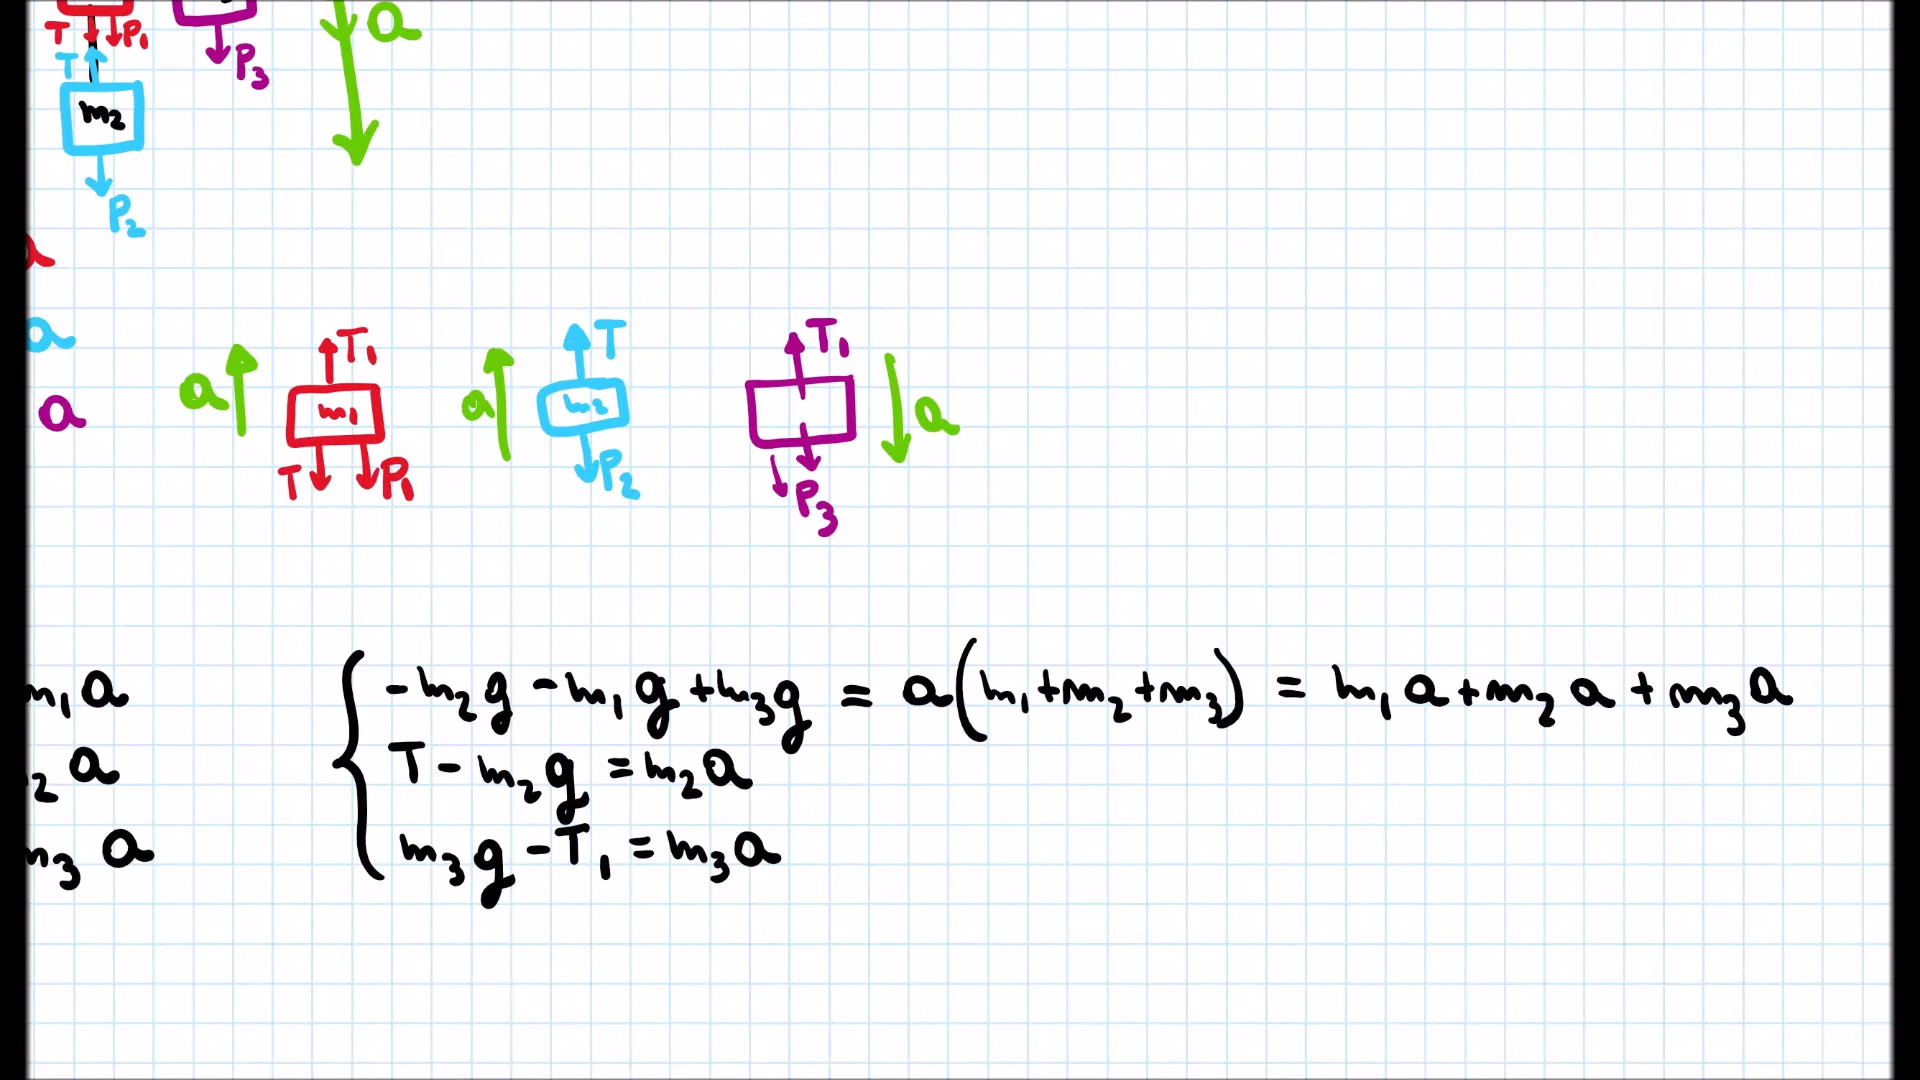 T P₁ P₃ a
T
m₂
P₂
a
a
a
a T₁ m₁ T P₁
a T m₂ P₂
T₁ P₃ a
m₁a
₂a
m₃a
-m₂g - m₁g + m₃g = a(m₁ + m₂ + m₃) = m₁a + m₂a + m₃a
T - m₂g = m₂a
m₃g - T₁ = m₃a